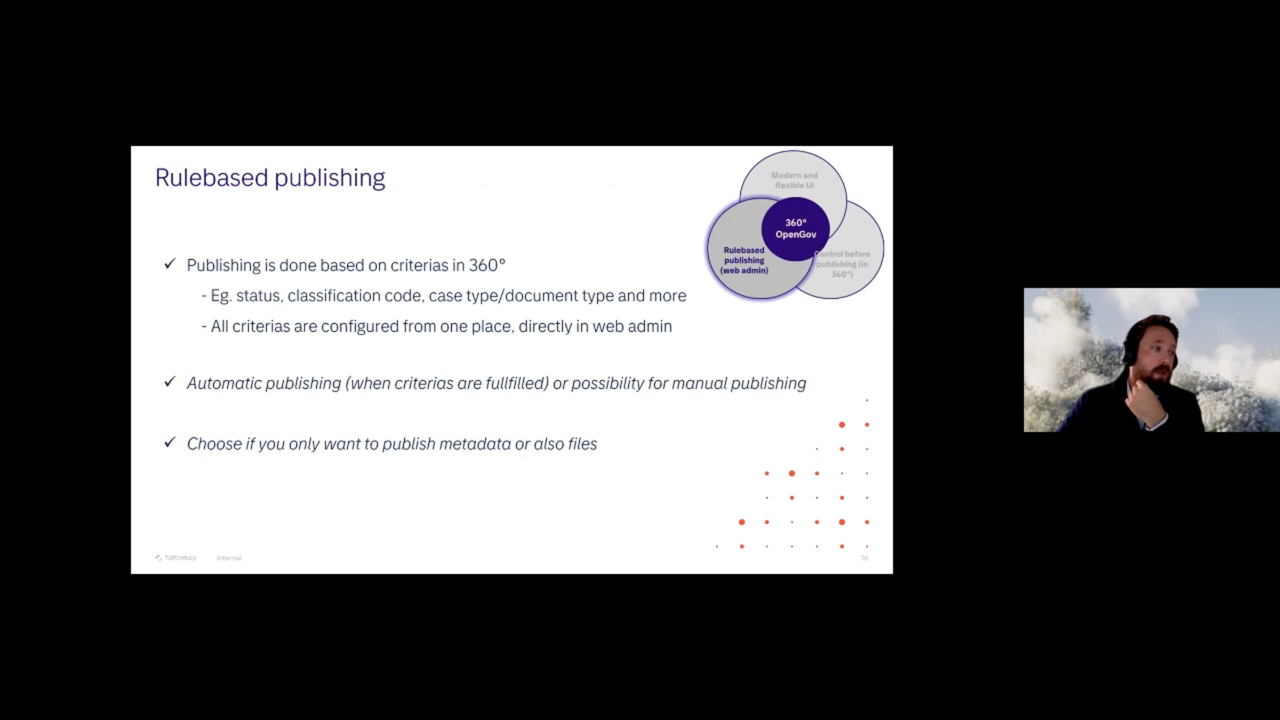 Rulebased publishing
Modern and
flexible UI
360°
OpenGov
Rulebased
publishing
(web admin)
Control before
publishing (in
360°)
✓ Publishing is done based on criterias in 360°
- Eg. status, classification code, case type/document type and more
- All criterias are configured from one place, directly in web admin
✓ Automatic publishing (when criterias are fullfilled) or possibility for manual publishing
✓ Choose if you only want to publish metadata or also files
tietoevry
Internal
16